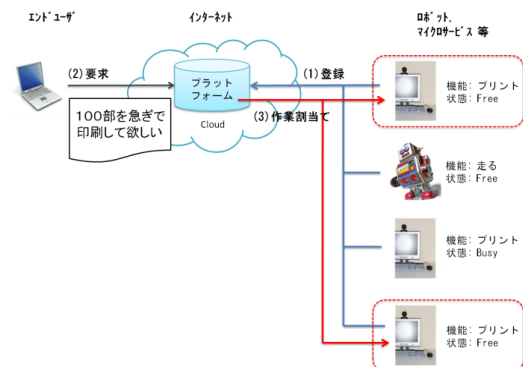 エンドユーザ
インターネット
ロボット,
マイクロサービス 等
(2) 要求
プラット
フォーム
Cloud
(1) 登録
(3) 作業割当て
100部を急ぎで
印刷して欲しい
機能: プリント
状態: Free
機能: 走る
状態: Free
機能: プリント
状態: Busy
機能: プリント
状態: Free